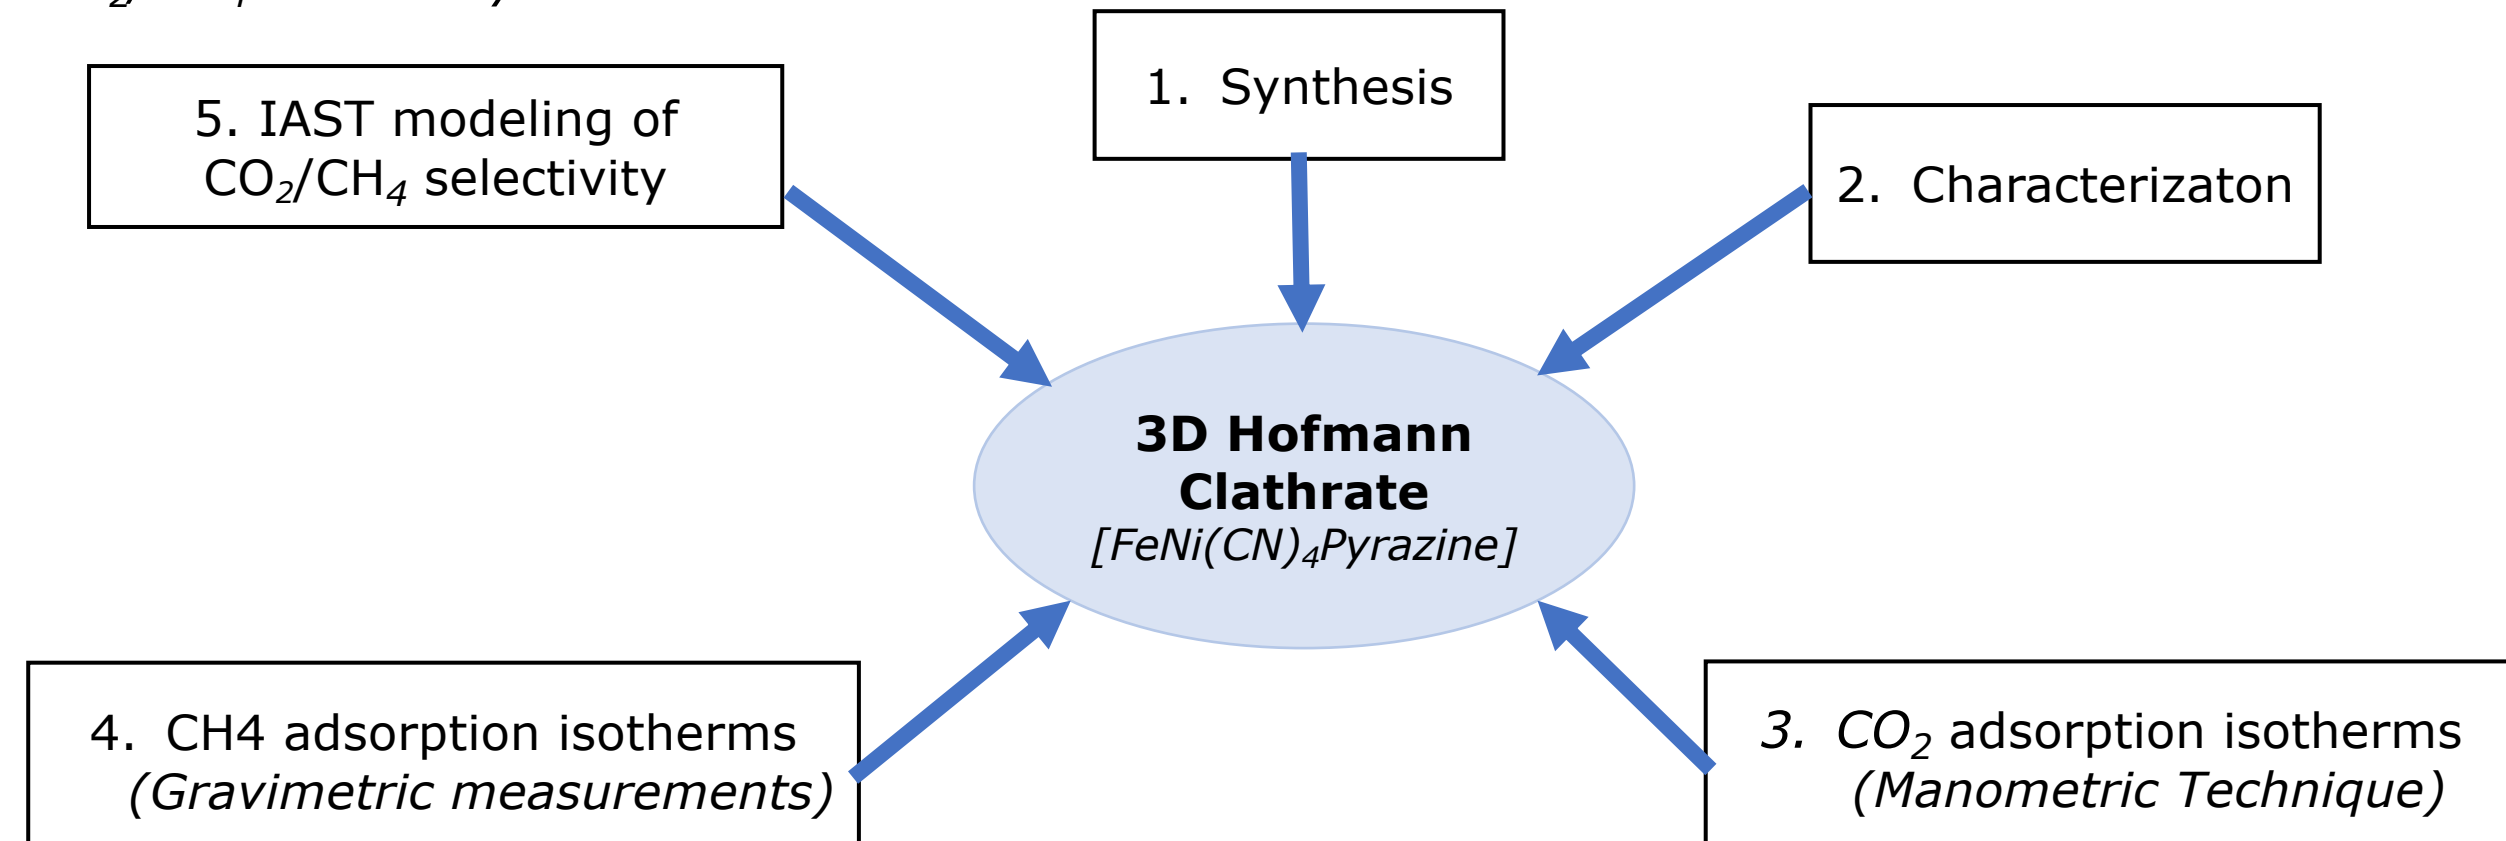 1. Synthesis
5. IAST modeling of
CO₂/CH₄ selectivity
2. Characterizaton
3D Hofmann
Clathrate
[FeNi(CN)₄Pyrazine]
4. CH4 adsorption isotherms
(Gravimetric measurements)
3. CO₂ adsorption isotherms
(Manometric Technique)